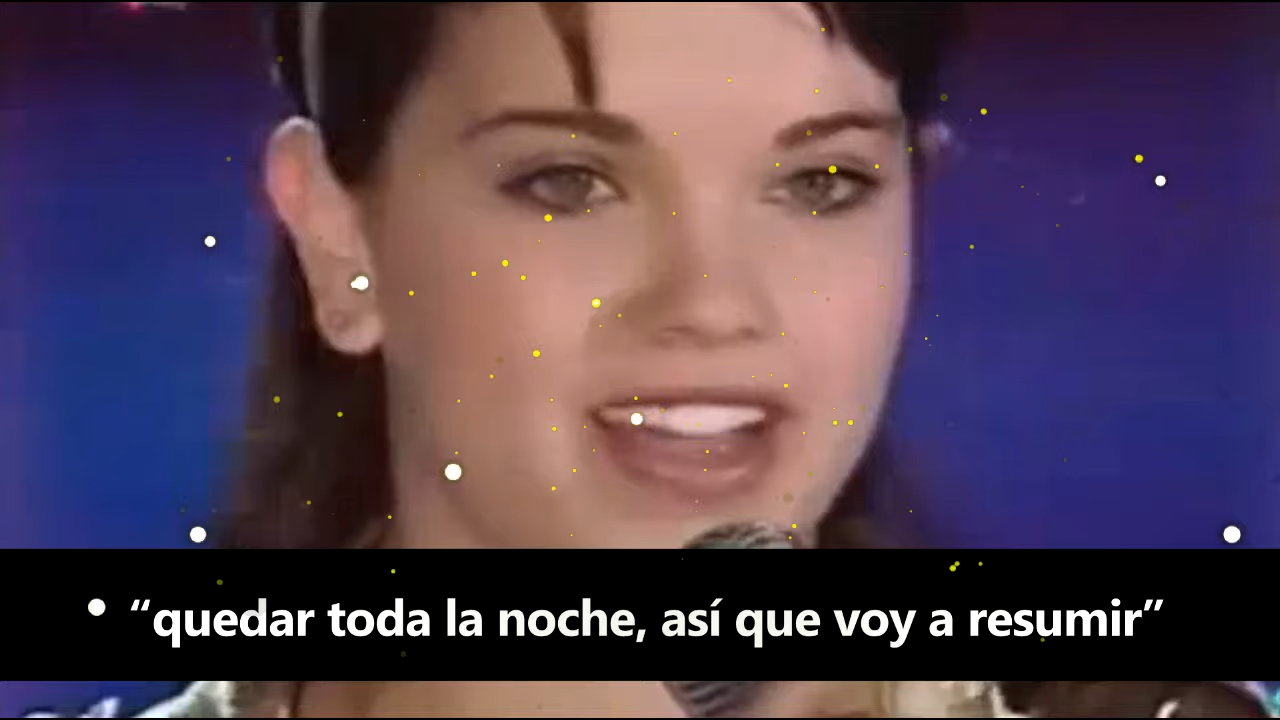 “quedar toda la noche, así que voy a resumir”